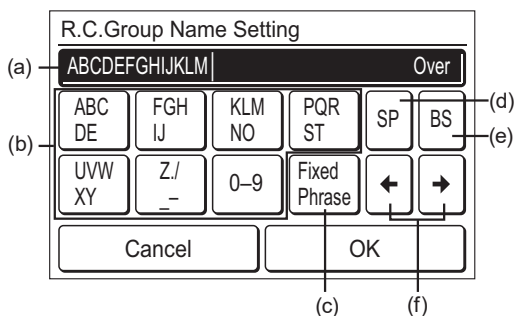 R.C.Group Name Setting
(a)
ABCDEFGHIJKLM
Over
(b)
ABC
DE
FGH
IJ
KLM
NO
PQR
ST
SP
BS
(d)
(e)
UVW
XY
Z./
_–
0–9
Fixed
Phrase
Cancel
OK
(c)
(f)